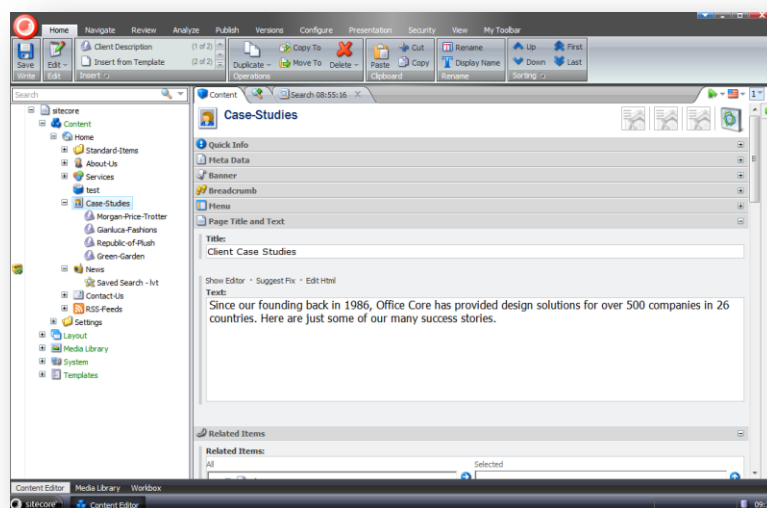 Home Navigate Review Analyze Publish Versions Configure Presentation Security View My Toolbar
Save Edit Client Description (1 of 2) Duplicate Copy To Delete Paste Cut Rename Up First
Insert from Template (2 of 2) Move To Copy Display Name Down Last
Write Edit Insert Operations Clipboard Rename Sorting
Search
Content Search 08:55:16 1
sitecore
Content
Home
Standard-Items
About-Us
Services
test
Case-Studies
Morgan-Price-Trotter
Gianluca-Fashions
Republic-of-Plush
Green-Garden
News
Saved Search - lvt
Contact-Us
RSS-Feeds
Settings
Layout
Media Library
System
Templates
Case-Studies
Quick Info
Meta Data
Banner
Breadcrumb
Menu
Page Title and Text
Title:
Client Case Studies
Show Editor · Suggest Fix · Edit Html
Text:
Since our founding back in 1986, Office Core has provided design solutions for over 500 companies in 26
countries. Here are just some of our many success stories.
Related Items
Related Items:
All Selected
Content Editor Media Library Workbox
sitecore Content Editor 09: